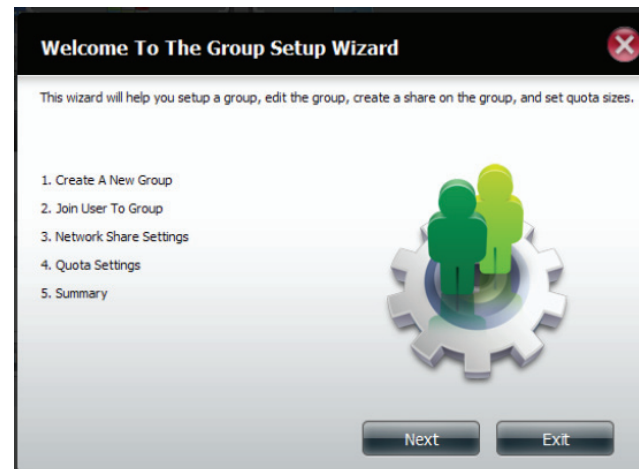 Welcome To The Group Setup Wizard
This wizard will help you setup a group, edit the group, create a share on the group, and set quota sizes.
1. Create A New Group
2. Join User To Group
3. Network Share Settings
4. Quota Settings
5. Summary
Next
Exit